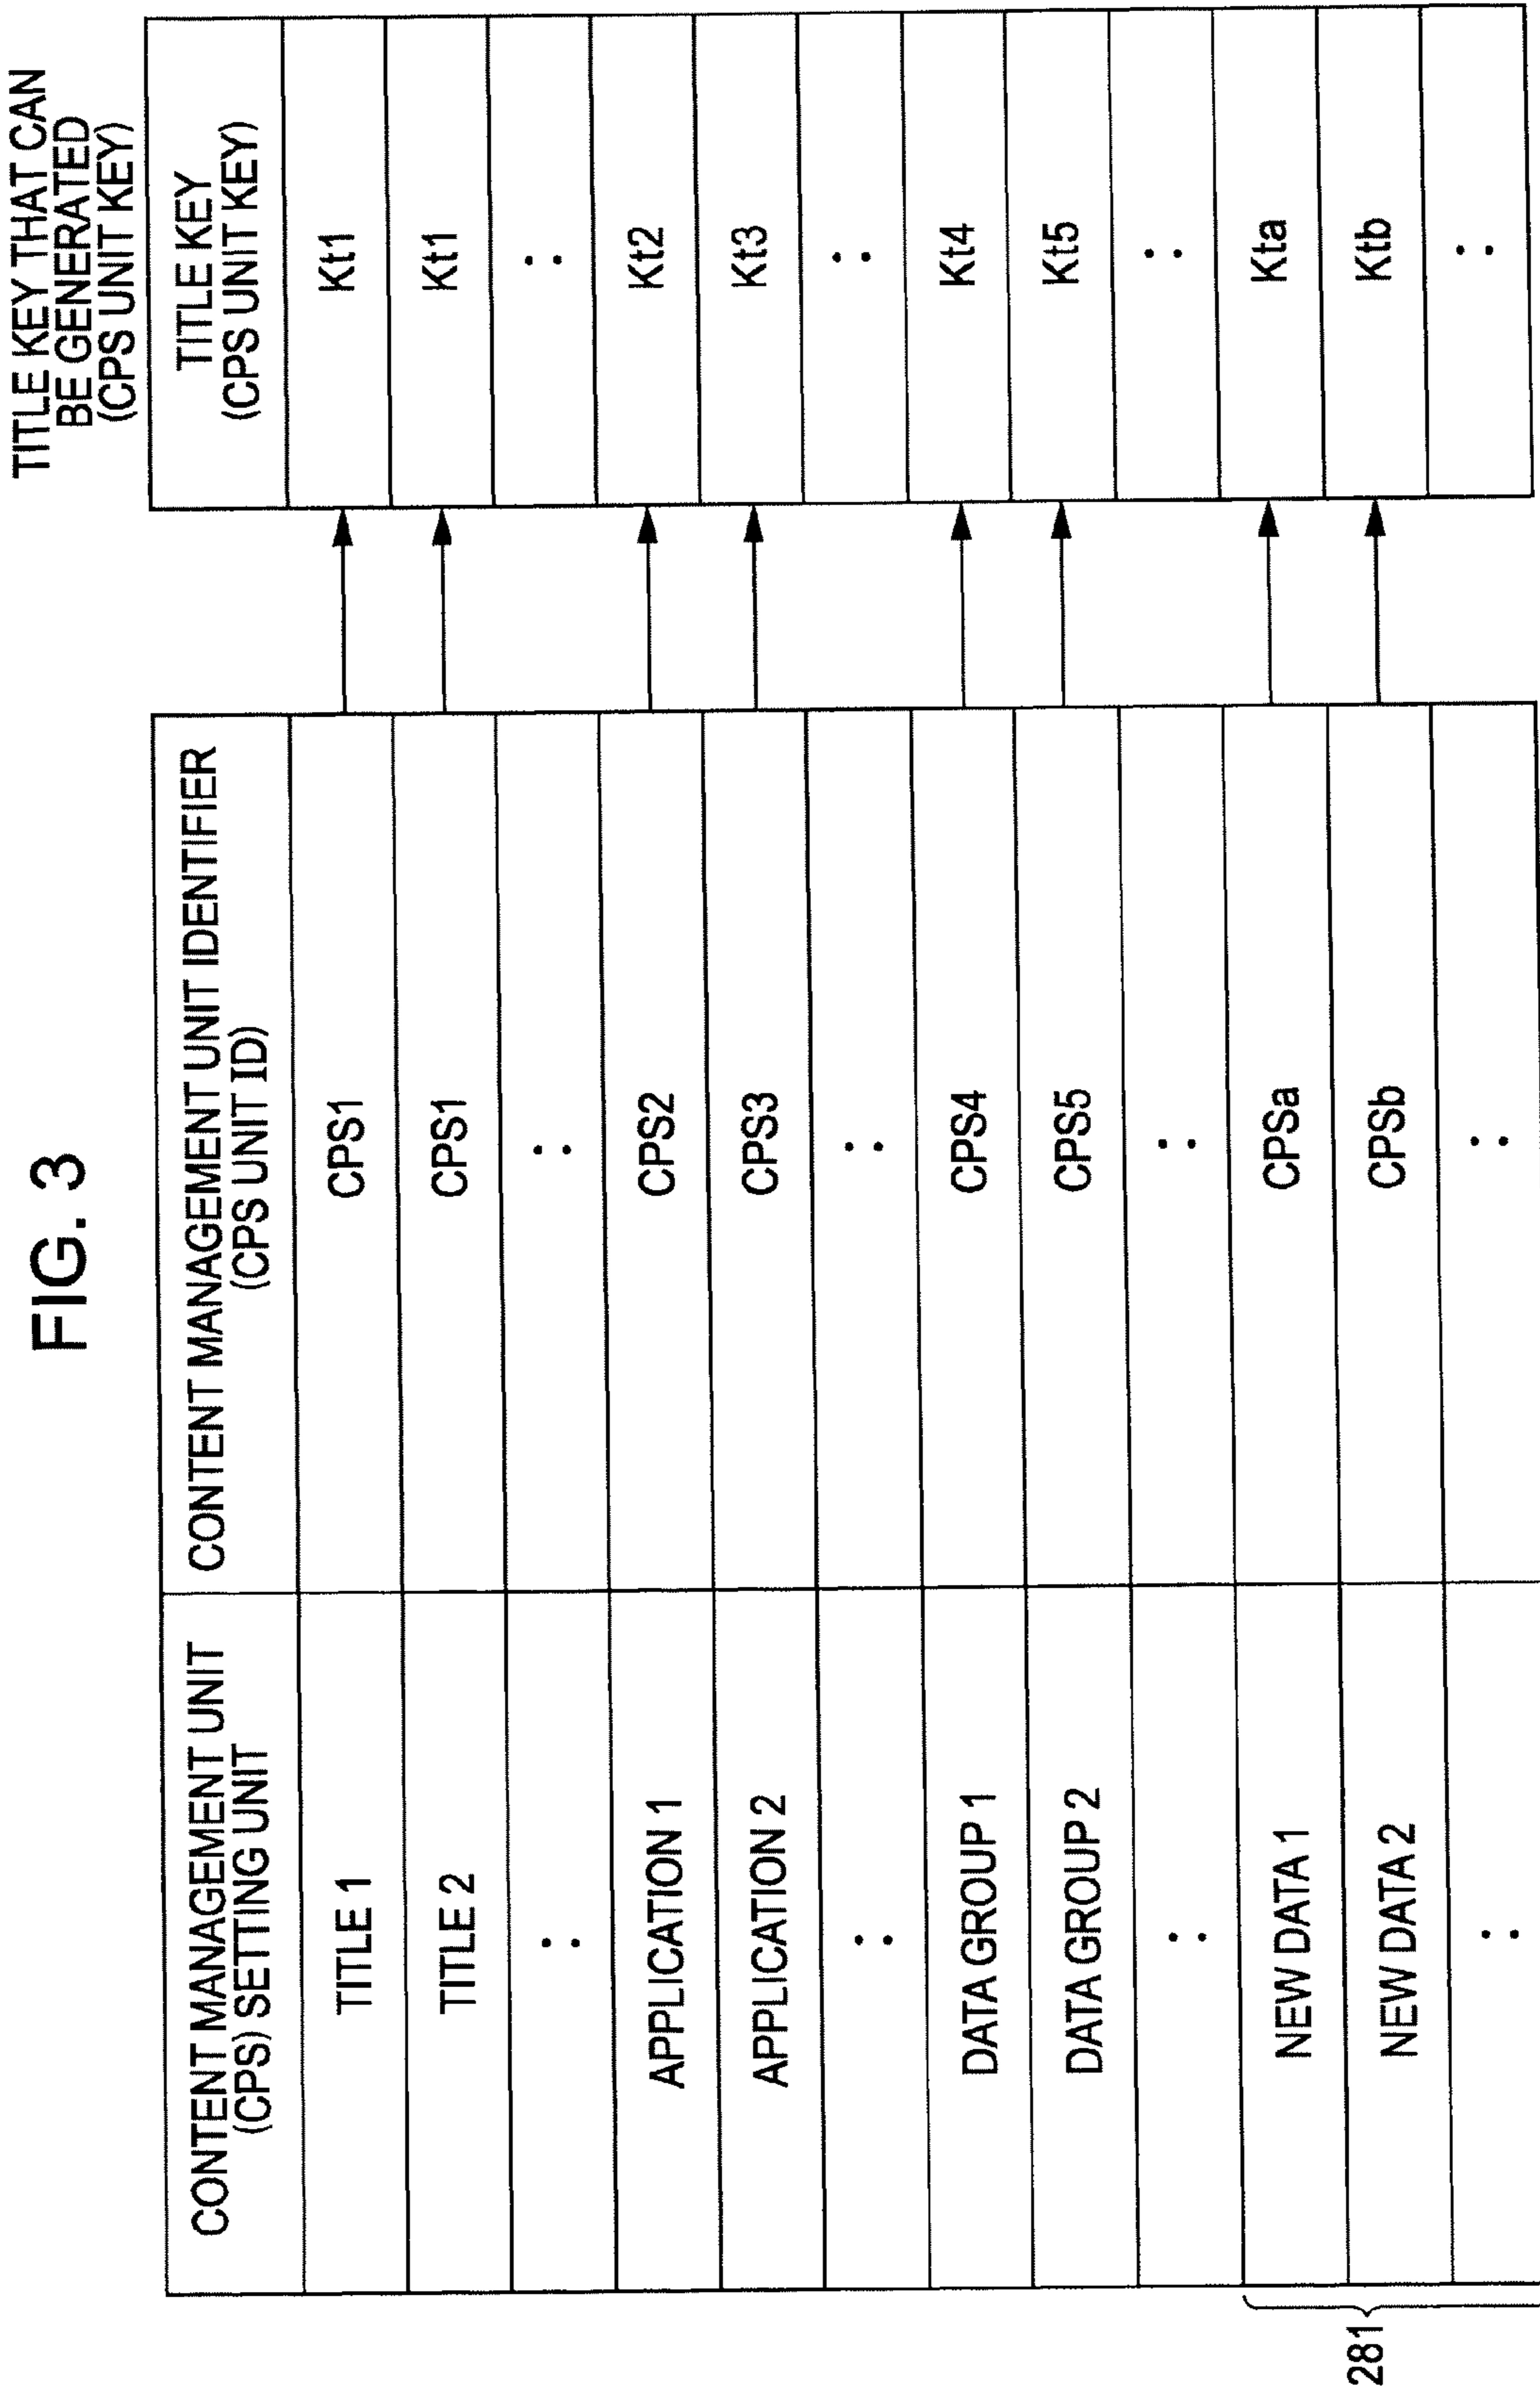 FIG. 3
TITLE KEY THAT CAN
BE GENERATED
(CPS UNIT KEY)
CONTENT MANAGEMENT UNIT
(CPS) SETTING UNIT
CONTENT MANAGEMENT UNIT IDENTIFIER
(CPS UNIT ID)
TITLE KEY
(CPS UNIT KEY)
TITLE 1 CPS1 Kt1
TITLE 2 CPS1 Kt1
: : :
APPLICATION 1 CPS2 Kt2
APPLICATION 2 CPS3 Kt3
: : :
DATA GROUP 1 CPS4 Kt4
DATA GROUP 2 CPS5 Kt5
: : :
281
NEW DATA 1 CPSa Kta
NEW DATA 2 CPSb Ktb
: : :